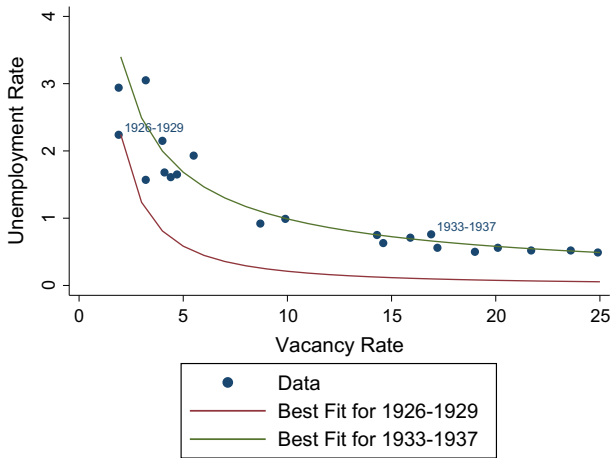 Unemployment Rate
4
3
2
1
0
1926-1929
1933-1937
0 5 10 15 20 25
Vacancy Rate
Data
Best Fit for 1926-1929
Best Fit for 1933-1937